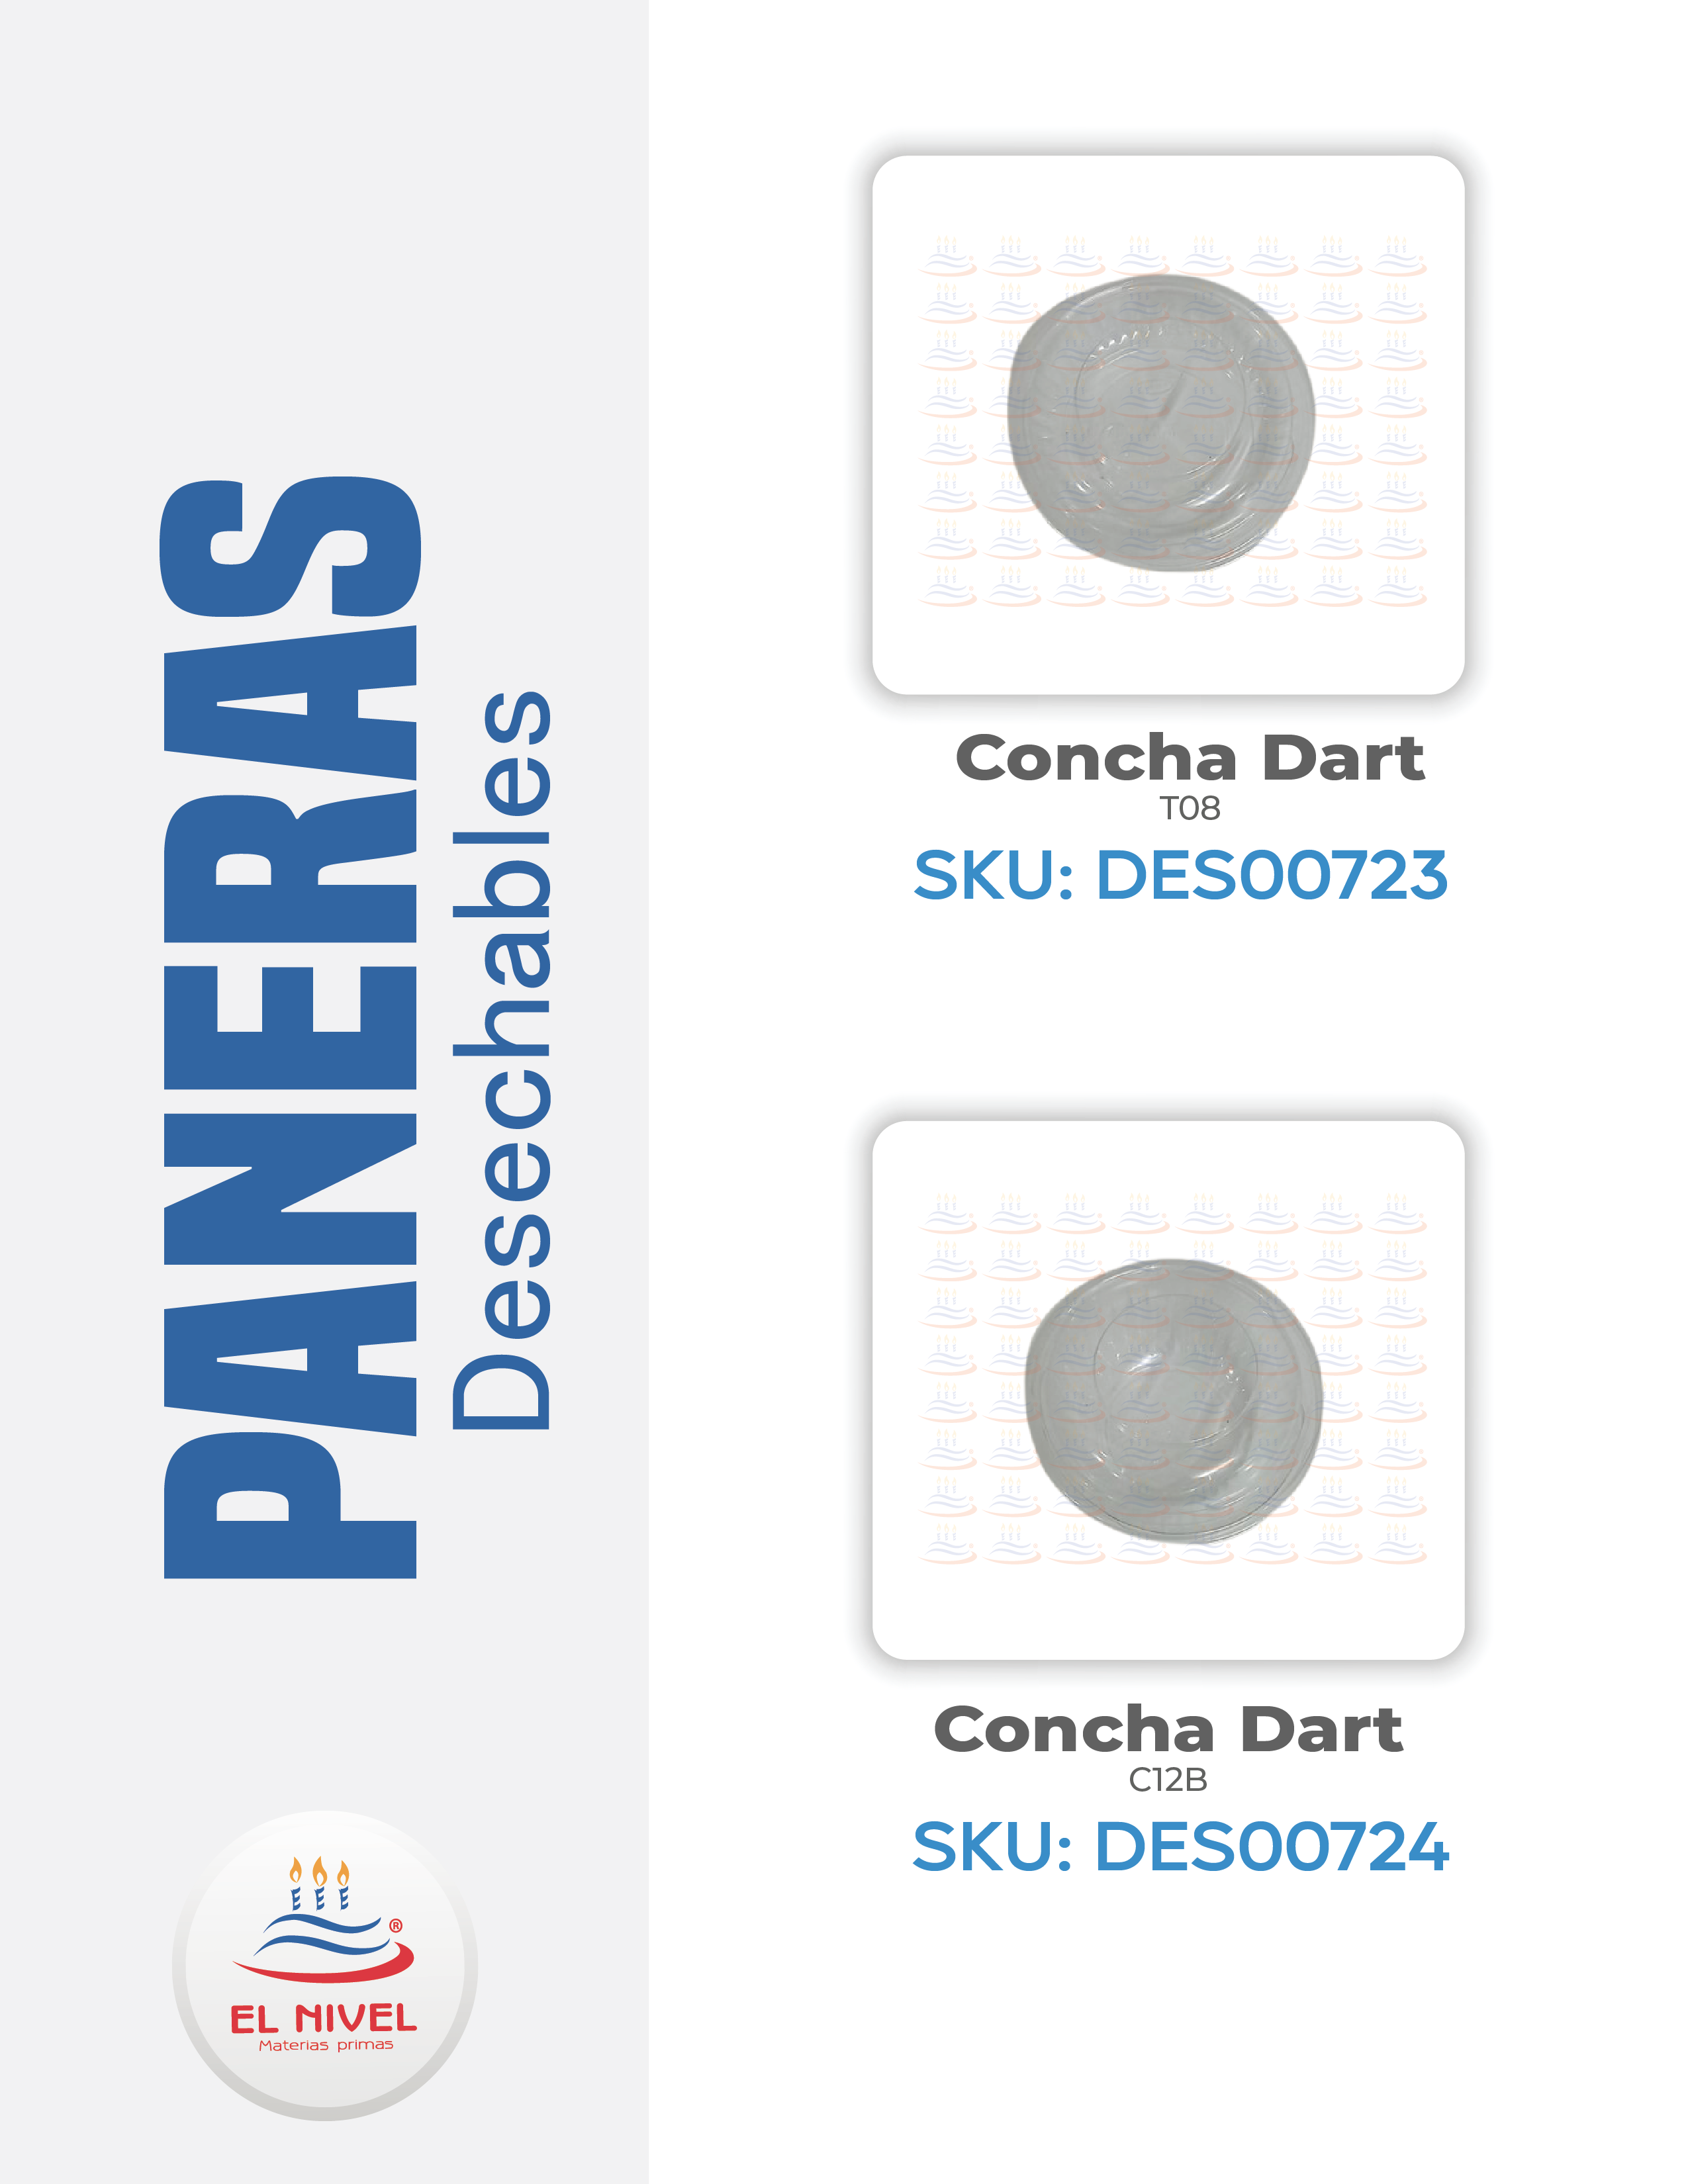 PANERAS
Desechables
Concha Dart
T08
SKU: DES00723
Concha Dart
C12B
SKU: DES00724
®
EL NIVEL
Materias primas